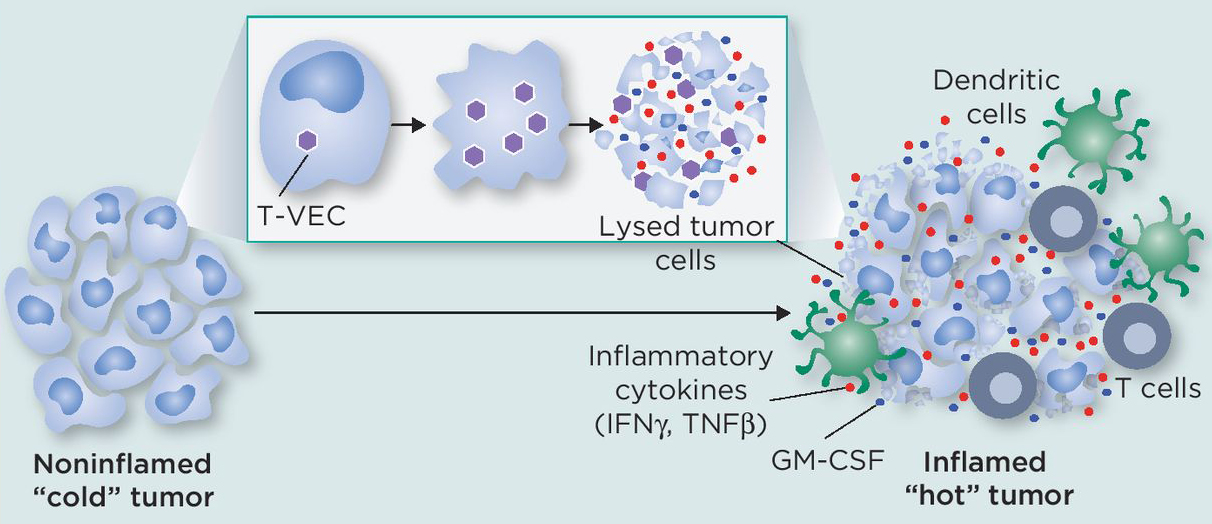 T-VEC
Lysed tumor
cells
Dendritic
cells
Inflammatory
cytokines
(IFNγ, TNFβ)
GM-CSF
T cells
Noninflamed
“cold” tumor
Inflamed
“hot” tumor